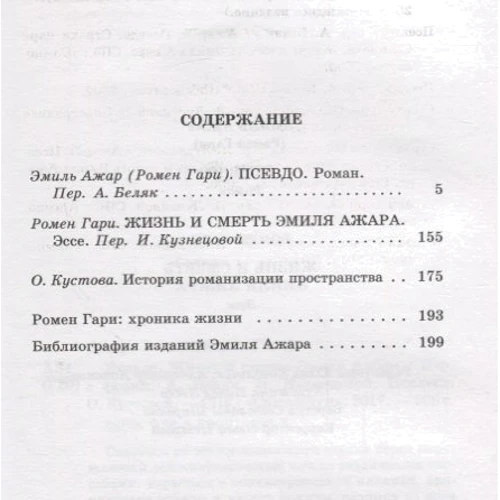 СОДЕРЖАНИЕ
Эмиль Ажар (Ромен Гари). ПСЕВДО. Роман.
Пер. А. Беляк . . . . . . . . . . . . . . . . . . . 5
Ромен Гари. ЖИЗНЬ И СМЕРТЬ ЭМИЛЯ АЖАРА.
Эссе. Пер. И. Кузнецовой . . . . . . . . . . . . . 155
О. Кустова. История романизации пространства . . 175
Ромен Гари: хроника жизни . . . . . . . . . . . . . 193
Библиография изданий Эмиля Ажара . . . . . . . . 199